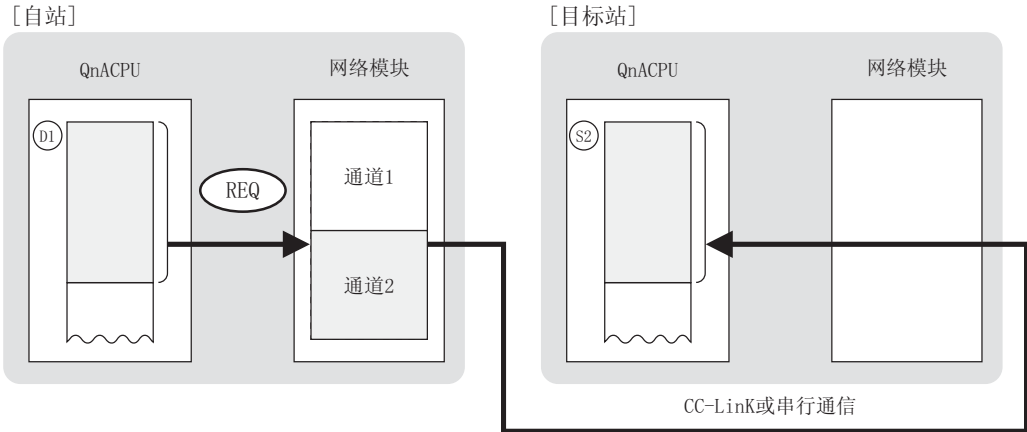 [自站]
[目标站]
QnACPU
网络模块
QnACPU
网络模块
D1
S2
REQ
通道1
通道2
CC-LinK或串行通信